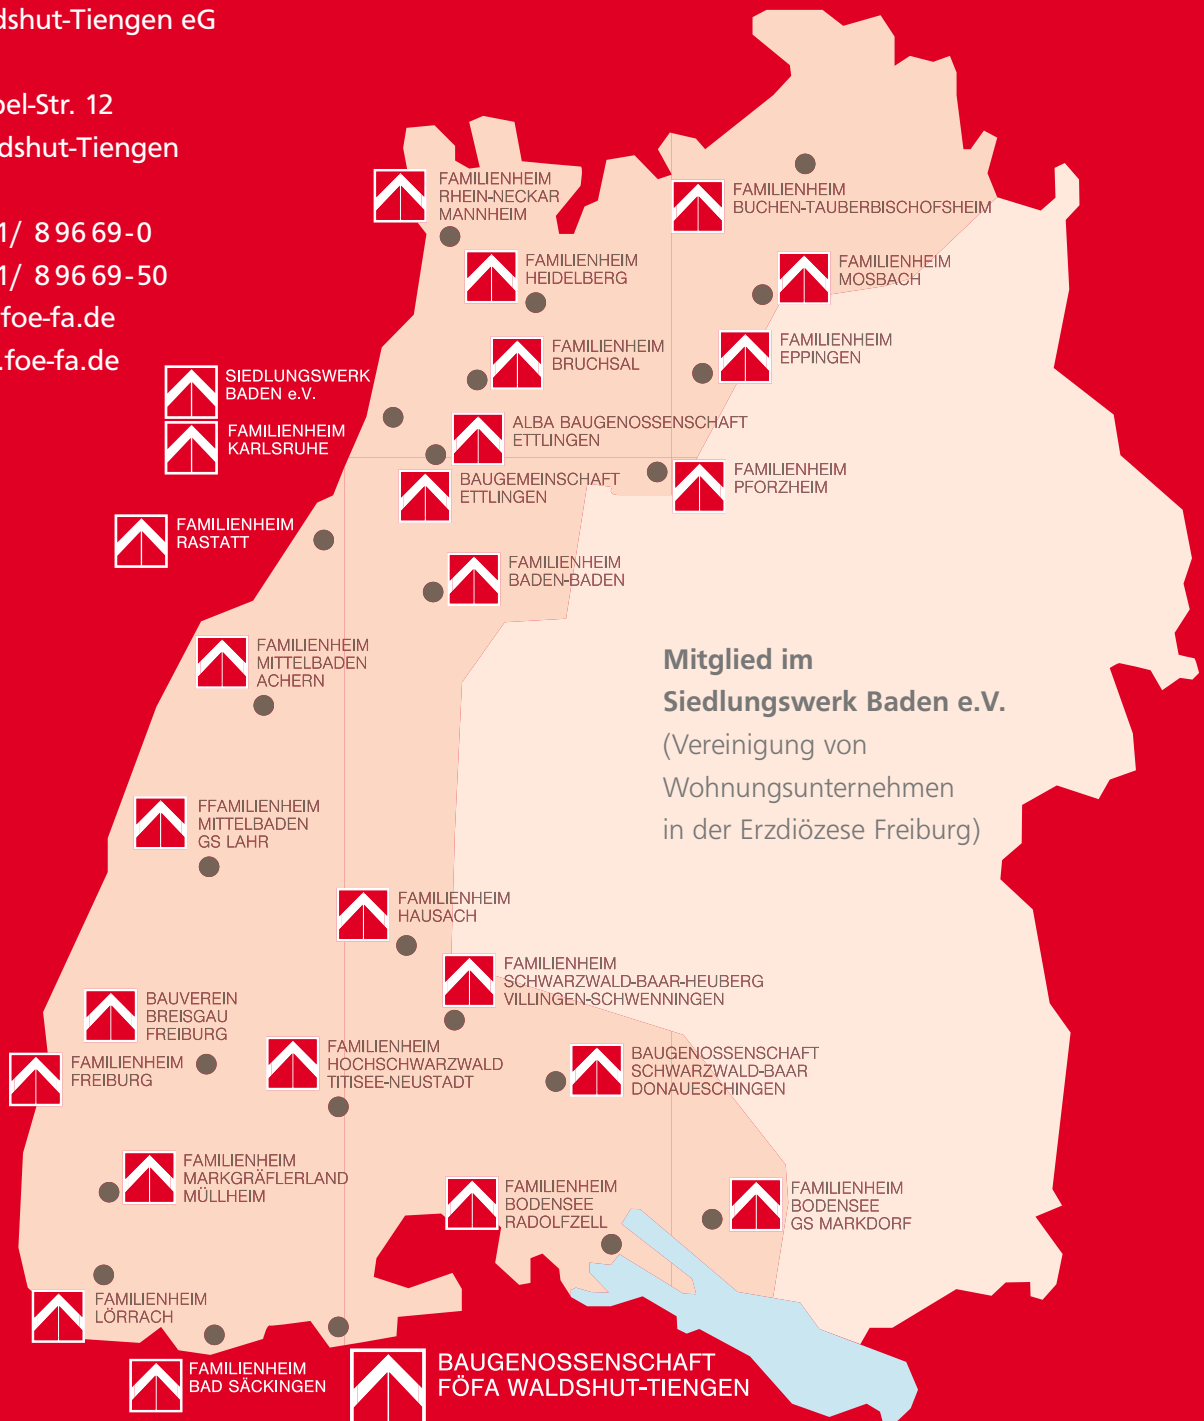 dshut-Tiengen eG
bel-Str. 12
dshut-Tiengen
1/ 8 96 69-0
1/ 8 96 69-50
foe-fa.de
.foe-fa.de
FAMILIENHEIM
RHEIN-NECKAR
MANNHEIM
FAMILIENHEIM
BUCHEN-TAUBERBISCHOFSHEIM
FAMILIENHEIM
HEIDELBERG
FAMILIENHEIM
MOSBACH
FAMILIENHEIM
BRUCHSAL
FAMILIENHEIM
EPPINGEN
SIEDLUNGSWERK
BADEN e.V.
FAMILIENHEIM
KARLSRUHE
ALBA BAUGENOSSENSCHAFT
ETTLINGEN
BAUGEMEINSCHAFT
ETTLINGEN
FAMILIENHEIM
PFORZHEIM
FAMILIENHEIM
RASTATT
FAMILIENHEIM
BADEN-BADEN
FAMILIENHEIM
MITTELBADEN
ACHERN
Mitglied im
Siedlungswerk Baden e.V.
(Vereinigung von
Wohnungsunternehmen
in der Erzdiözese Freiburg)
FFAMILIENHEIM
MITTELBADEN
GS LAHR
FAMILIENHEIM
HAUSACH
FAMILIENHEIM
SCHWARZWALD-BAAR-HEUBERG
VILLINGEN-SCHWENNINGEN
BAUVEREIN
BREISGAU
FREIBURG
FAMILIENHEIM
FREIBURG
FAMILIENHEIM
HOCHSCHWARZWALD
TITISEE-NEUSTADT
BAUGENOSSENSCHAFT
SCHWARZWALD-BAAR
DONAUESCHINGEN
FAMILIENHEIM
MARKGRÄFLERLAND
MÜLLHEIM
FAMILIENHEIM
BODENSEE
RADOLFZELL
FAMILIENHEIM
BODENSEE
GS MARKDORF
FAMILIENHEIM
LÖRRACH
FAMILIENHEIM
BAD SÄCKINGEN
BAUGENOSSENSCHAFT
FÖFA WALDSHUT-TIENGEN